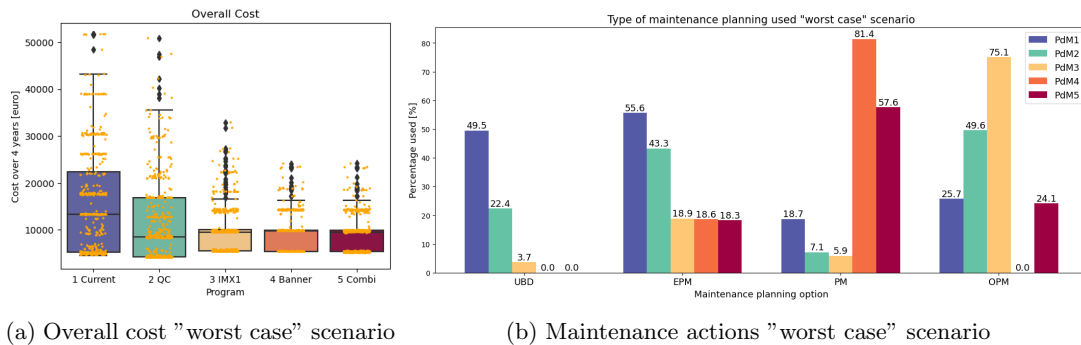 Overall Cost
50000
40000
30000
20000
10000
Cost over 4 years [euro]
1 Current 2 QC 3 IMX1 4 Banner 5 Combi
Program
(a) Overall cost "worst case" scenario
Type of maintenance planning used "worst case" scenario
80
70
60
50
40
30
20
10
0
Percentage used [%]
49.5 22.4 3.7 0.0 0.0
55.6 43.3 18.9 18.6 18.3
18.7 7.1 5.9 81.4 57.6
25.7 49.6 75.1 0.0 24.1
UBD EPM PM OPM
Maintenance planning option
PdM1
PdM2
PdM3
PdM4
PdM5
(b) Maintenance actions "worst case" scenario